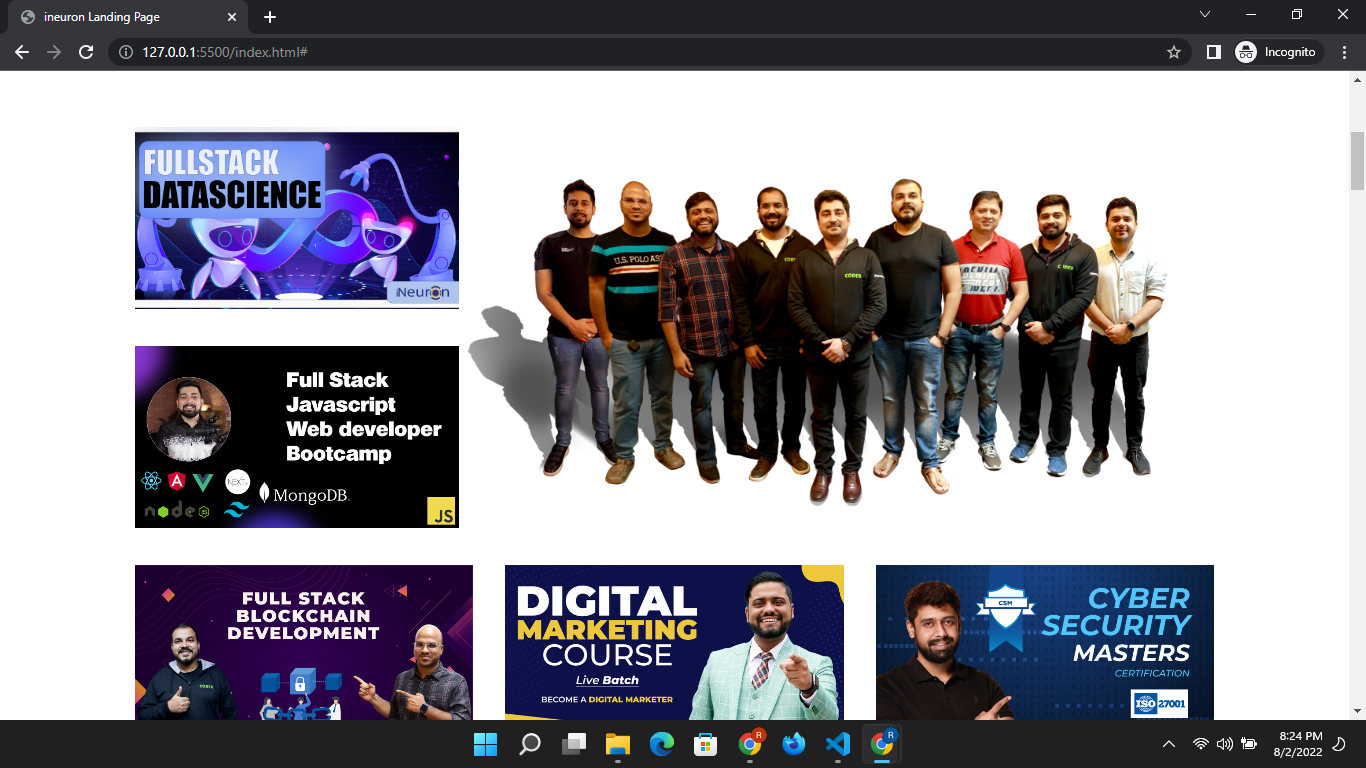 ineuron Landing Page
127.0.0.1:5500/index.html#
Incognito
FULLSTACK
DATASCIENCE
iNeuron
U.S. POLO ASS
CODER
CODER
Full Stack
Javascript
Web developer
Bootcamp
NEXT
MongoDB.
node
JS
JS
FULL STACK
BLOCKCHAIN
DEVELOPMENT
CODER
DIGITAL
MARKETING
COURSE
Live Batch
BECOME A DIGITAL MARKETER
CSM
CYBER
SECURITY
MASTERS
CERTIFICATION
ISO 27001
R
R
8:24 PM
8/2/2022